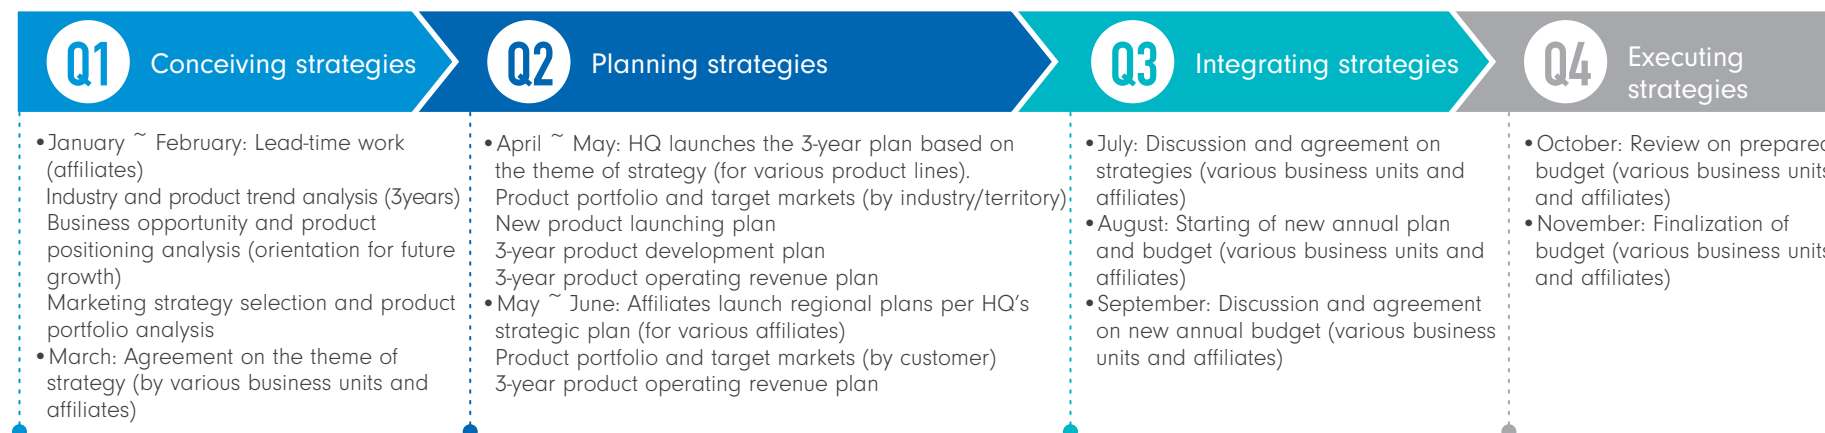 Q1 Conceiving strategies
•January ~ February: Lead-time work
(affiliates)
Industry and product trend analysis (3years)
Business opportunity and product
positioning analysis (orientation for future
growth)
Marketing strategy selection and product
portfolio analysis
•March: Agreement on the theme of
strategy (by various business units and
affiliates)
Q2 Planning strategies
•April ~ May: HQ launches the 3-year plan based on
the theme of strategy (for various product lines).
Product portfolio and target markets (by industry/territory)
New product launching plan
3-year product development plan
3-year product operating revenue plan
•May ~ June: Affiliates launch regional plans per HQ's
strategic plan (for various affiliates)
Product portfolio and target markets (by customer)
3-year product operating revenue plan
Q3 Integrating strategies
•July: Discussion and agreement on
strategies (various business units and
affiliates)
•August: Starting of new annual plan
and budget (various business units and
affiliates)
•September: Discussion and agreement
on new annual budget (various business
units and affiliates)
Q4 Executing
strategies
•October: Review on prepared
budget (various business units
and affiliates)
•November: Finalization of
budget (various business units
and affiliates)